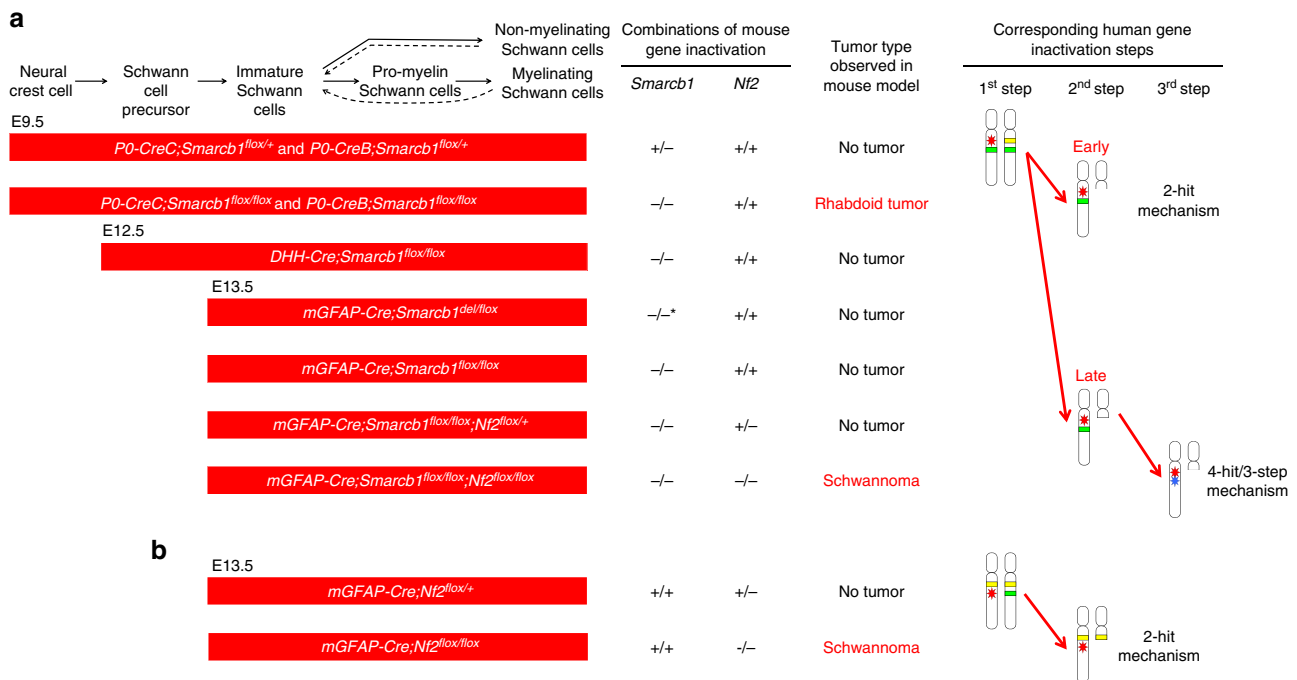 a
Non-myelinating
Schwann cells
Neural
crest cell
Schwann
cell
precursor
Immature
Schwann
cells
Pro-myelin
Schwann cells
Myelinating
Schwann cells
Combinations of mouse
gene inactivation
Smarcb1
Nf2
Tumor type
observed in
mouse model
Corresponding human gene
inactivation steps
1st step
2nd step
3rd step
E9.5
P0-CreC;Smarcb1flox/+ and P0-CreB;Smarcb1flox/+
+/–
+/+
No tumor
Early
2-hit
mechanism
P0-CreC;Smarcb1flox/flox and P0-CreB;Smarcb1flox/flox
–/–
+/+
Rhabdoid tumor
E12.5
DHH-Cre;Smarcb1flox/flox
–/–
+/+
No tumor
E13.5
mGFAP-Cre;Smarcb1del/flox
–/–*
+/+
No tumor
mGFAP-Cre;Smarcb1flox/flox
–/–
+/+
No tumor
Late
mGFAP-Cre;Smarcb1flox/flox;Nf2flox/+
–/–
+/–
No tumor
mGFAP-Cre;Smarcb1flox/flox;Nf2flox/flox
–/–
–/–
Schwannoma
4-hit/3-step
mechanism
b
E13.5
mGFAP-Cre;Nf2flox/+
+/+
+/–
No tumor
mGFAP-Cre;Nf2flox/flox
+/+
-/–
Schwannoma
2-hit
mechanism